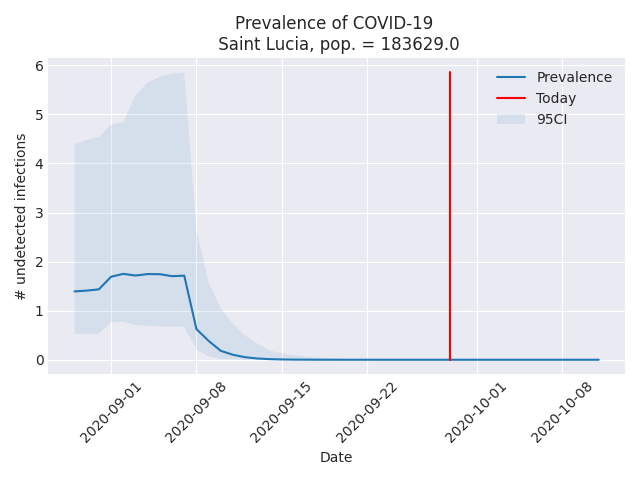 Prevalence of COVID-19
Saint Lucia, pop. = 183629.0
Prevalence
Today
95CI
6
5
4
3
2
1
0
# undetected infections
2020-09-01
2020-09-08
2020-09-15
2020-09-22
2020-10-01
2020-10-08
Date